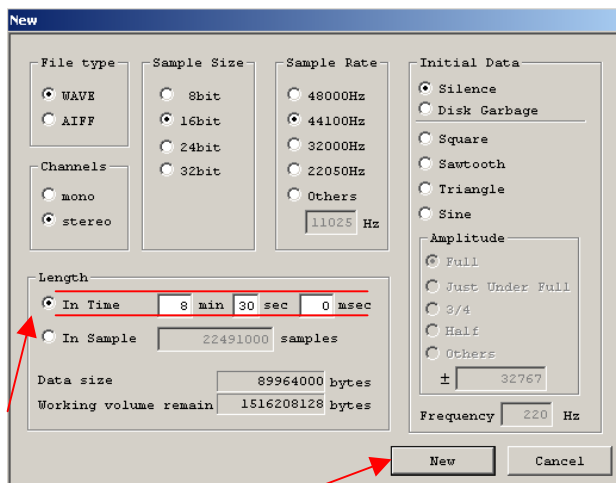 New
File type
WAVE
AIFF
Channels
mono
stereo
Sample Size
8bit
16bit
24bit
32bit
Sample Rate
48000Hz
44100Hz
32000Hz
22050Hz
Others
11025 Hz
Initial Data
Silence
Disk Garbage
Square
Sawtooth
Triangle
Sine
Amplitude
Full
Just Under Full
3/4
Half
Others
± 32767
Frequency 220 Hz
Length
In Time 8 min 30 sec 0 msec
In Sample 22491000 samples
Data size 89964000 bytes
Working volume remain 1516208128 bytes
New Cancel